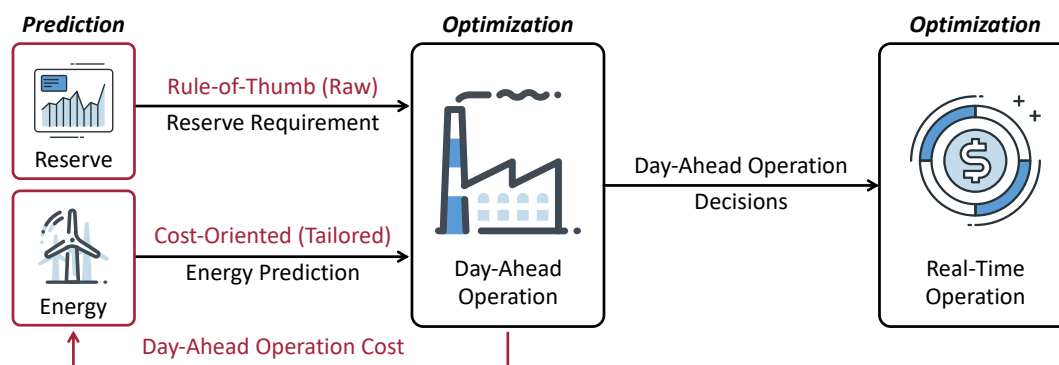 Prediction
Optimization
Optimization
Reserve
Rule-of-Thumb (Raw)
Reserve Requirement
Energy
Cost-Oriented (Tailored)
Energy Prediction
Day-Ahead
Operation
Day-Ahead Operation
Decisions
$
Real-Time
Operation
Day-Ahead Operation Cost